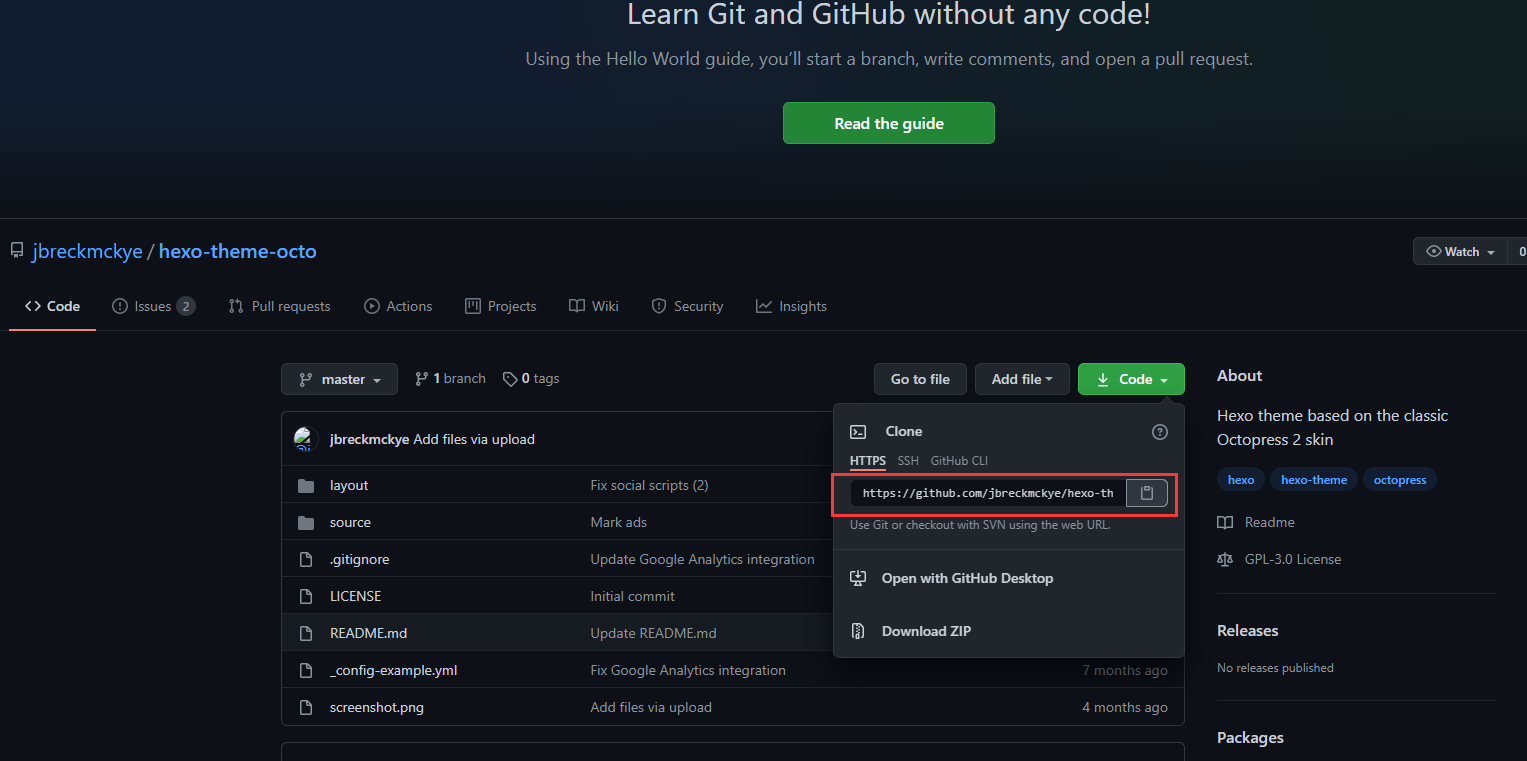 Learn Git and GitHub without any code!
Using the Hello World guide, you’ll start a branch, write comments, and open a pull request.
Read the guide
jbreckmckye / hexo-theme-octo
Watch 0
Code Issues 2 Pull requests Actions Projects Wiki Security Insights
master 1 branch 0 tags Go to file Add file Code
jbreckmckye Add files via upload
layout Fix social scripts (2)
source Mark ads
.gitignore Update Google Analytics integration
LICENSE Initial commit
README.md Update README.md
_config-example.yml Fix Google Analytics integration 7 months ago
screenshot.png Add files via upload 4 months ago
Clone
HTTPS SSH GitHub CLI
https://github.com/jbreckmckye/hexo-th
Use Git or checkout with SVN using the web URL.
Open with GitHub Desktop
Download ZIP
About
Hexo theme based on the classic
Octopress 2 skin
hexo hexo-theme octopress
Readme
GPL-3.0 License
Releases
No releases published
Packages